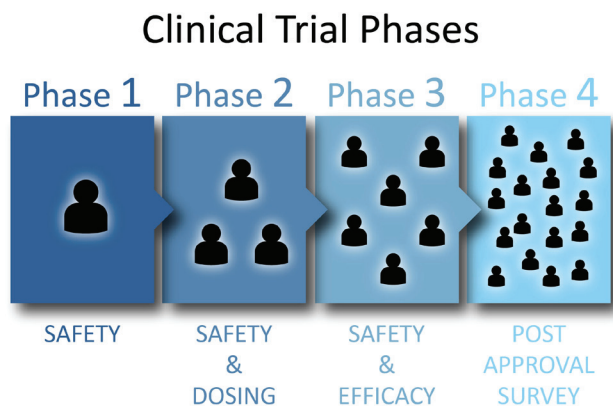 Clinical Trial Phases
Phase 1 Phase 2 Phase 3 Phase 4
SAFETY
SAFETY
&
DOSING
SAFETY
&
EFFICACY
POST
APPROVAL
SURVEY